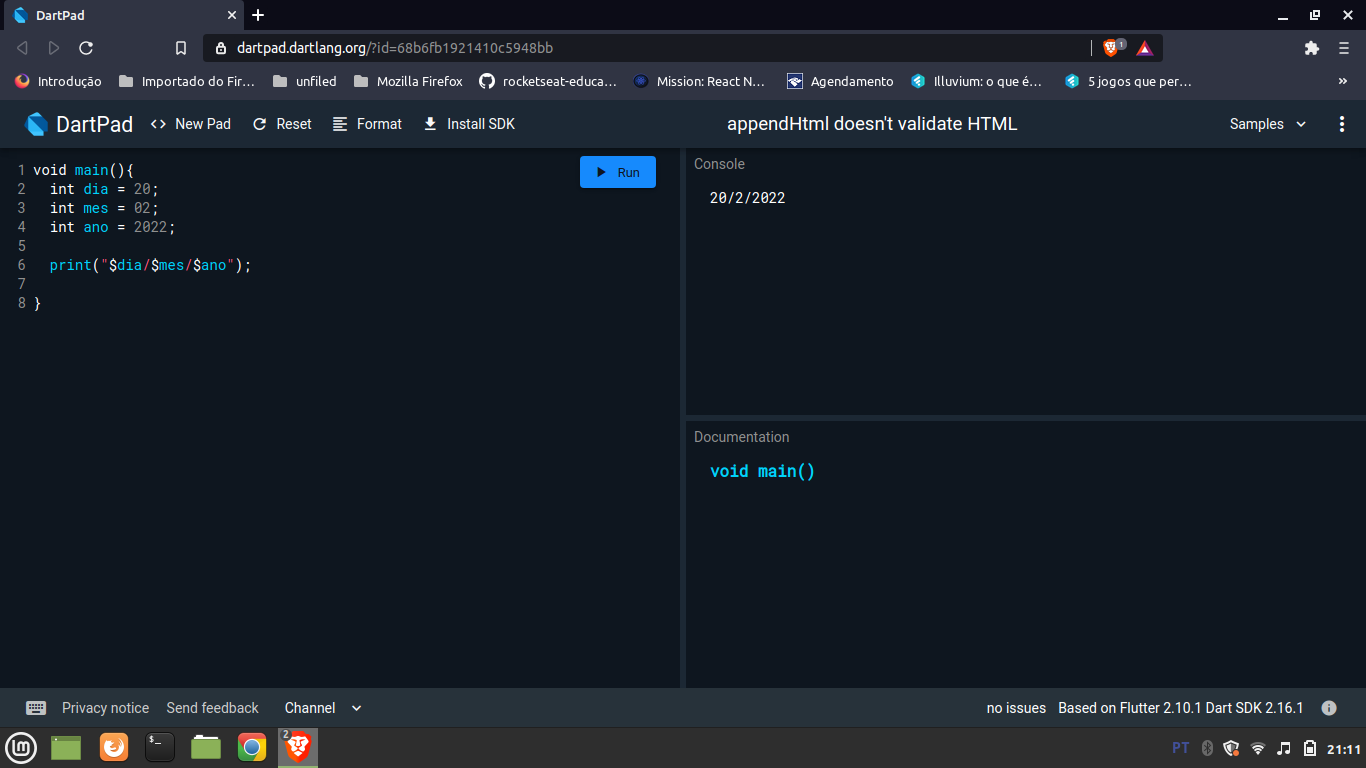 DartPad
dartpad.dartlang.org/?id=68b6fb1921410c5948bb
1
Introdução Importado do Fir... unfiled Mozilla Firefox rocketseat-educa... Mission: React N... Agendamento Illuvium: o que é... 5 jogos que per... »
DartPad <> New Pad Reset Format Install SDK appendHtml doesn't validate HTML Samples
1 void main(){
2   int dia = 20;
3   int mes = 02;
4   int ano = 2022;
5
6   print("$dia/$mes/$ano");
7
8 }
Run
Console
20/2/2022
Documentation
void main()
Privacy notice Send feedback Channel no issues Based on Flutter 2.10.1 Dart SDK 2.16.1
$_ 2 PT 21:11